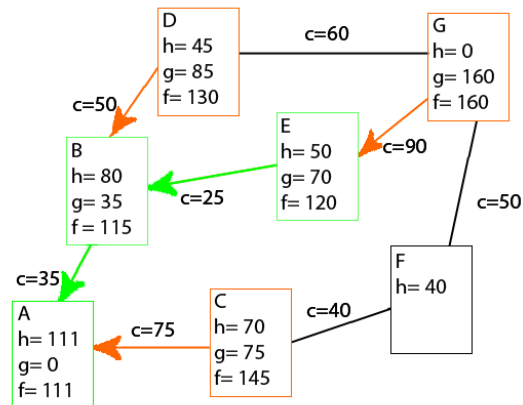 D
h= 45
g= 85
f= 130
c=60
G
h= 0
g= 160
f= 160
c=50
E
h= 50
g= 70
f= 120
c=90
B
h= 80
g= 35
f = 115
c=25
c=50
F
h= 40
c=35
A
h= 111
g= 0
f= 111
c=75
C
h= 70
g= 75
f= 145
c=40